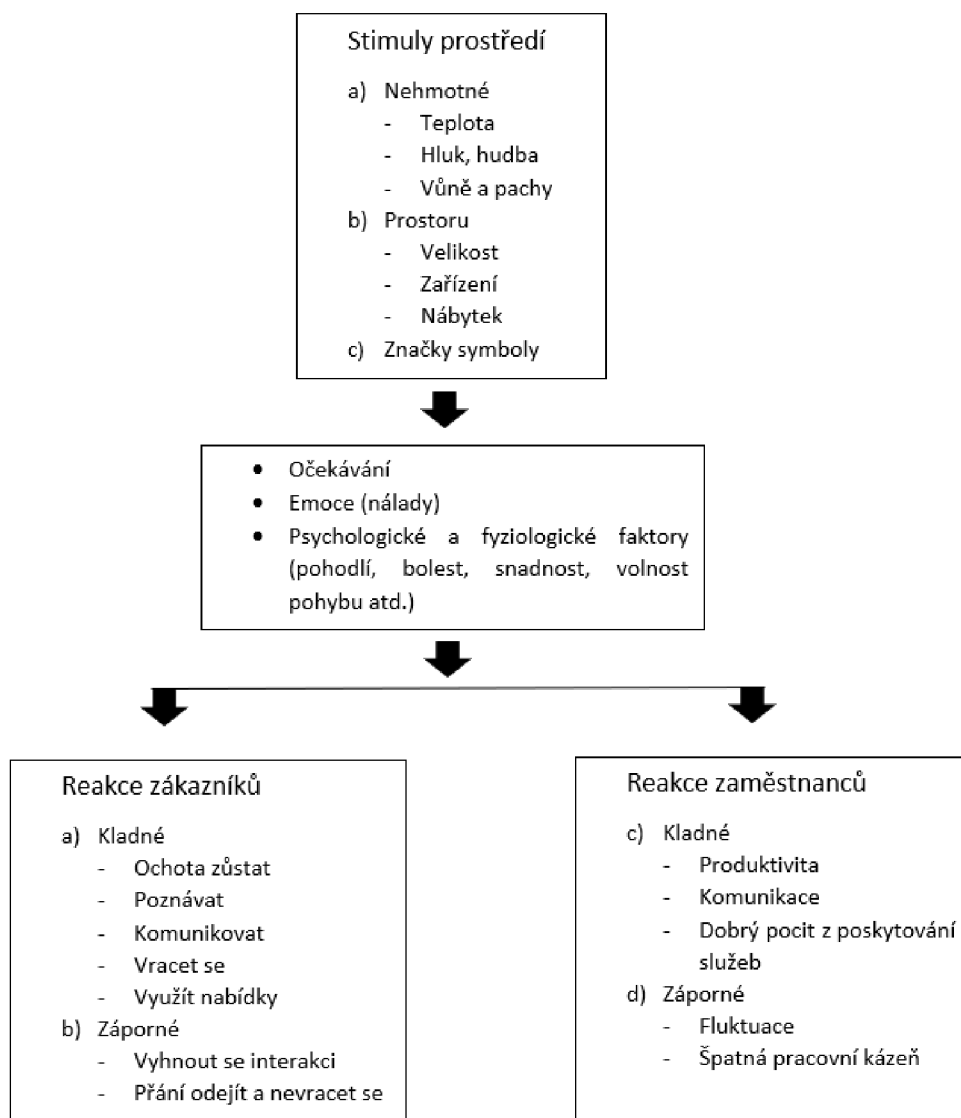 Stimuly prostředí
a) Nehmotné
- Teplota
- Hluk, hudba
- Vůně a pachy
b) Prostoru
- Velikost
- Zařízení
- Nábytek
c) Značky symboly
• Očekávání
• Emoce (nálady)
• Psychologické a fyziologické faktory
(pohodlí, bolest, snadnost, volnost
pohybu atd.)
Reakce zákazníků
a) Kladné
- Ochota zůstat
- Poznávat
- Komunikovat
- Vracet se
- Využít nabídky
b) Záporné
- Vyhnout se interakci
- Přání odejít a nevracet se
Reakce zaměstnanců
c) Kladné
- Produktivita
- Komunikace
- Dobrý pocit z poskytování
služeb
d) Záporné
- Fluktuace
- Špatná pracovní kázeň